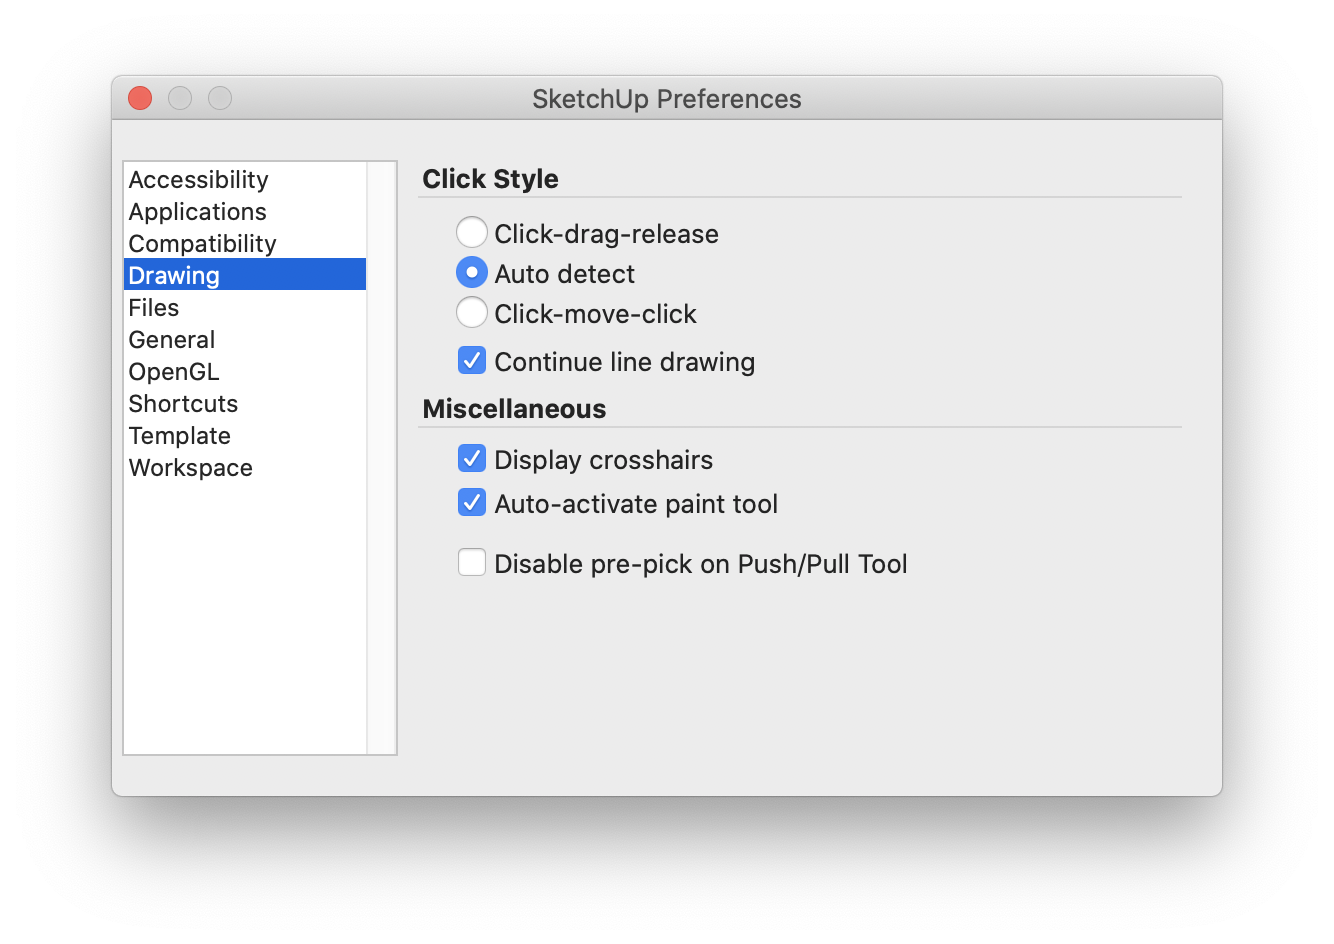 SketchUp Preferences
Accessibility
Applications
Compatibility
Drawing
Files
General
OpenGL
Shortcuts
Template
Workspace
Click Style
Click-drag-release
Auto detect
Click-move-click
Continue line drawing
Miscellaneous
Display crosshairs
Auto-activate paint tool
Disable pre-pick on Push/Pull Tool